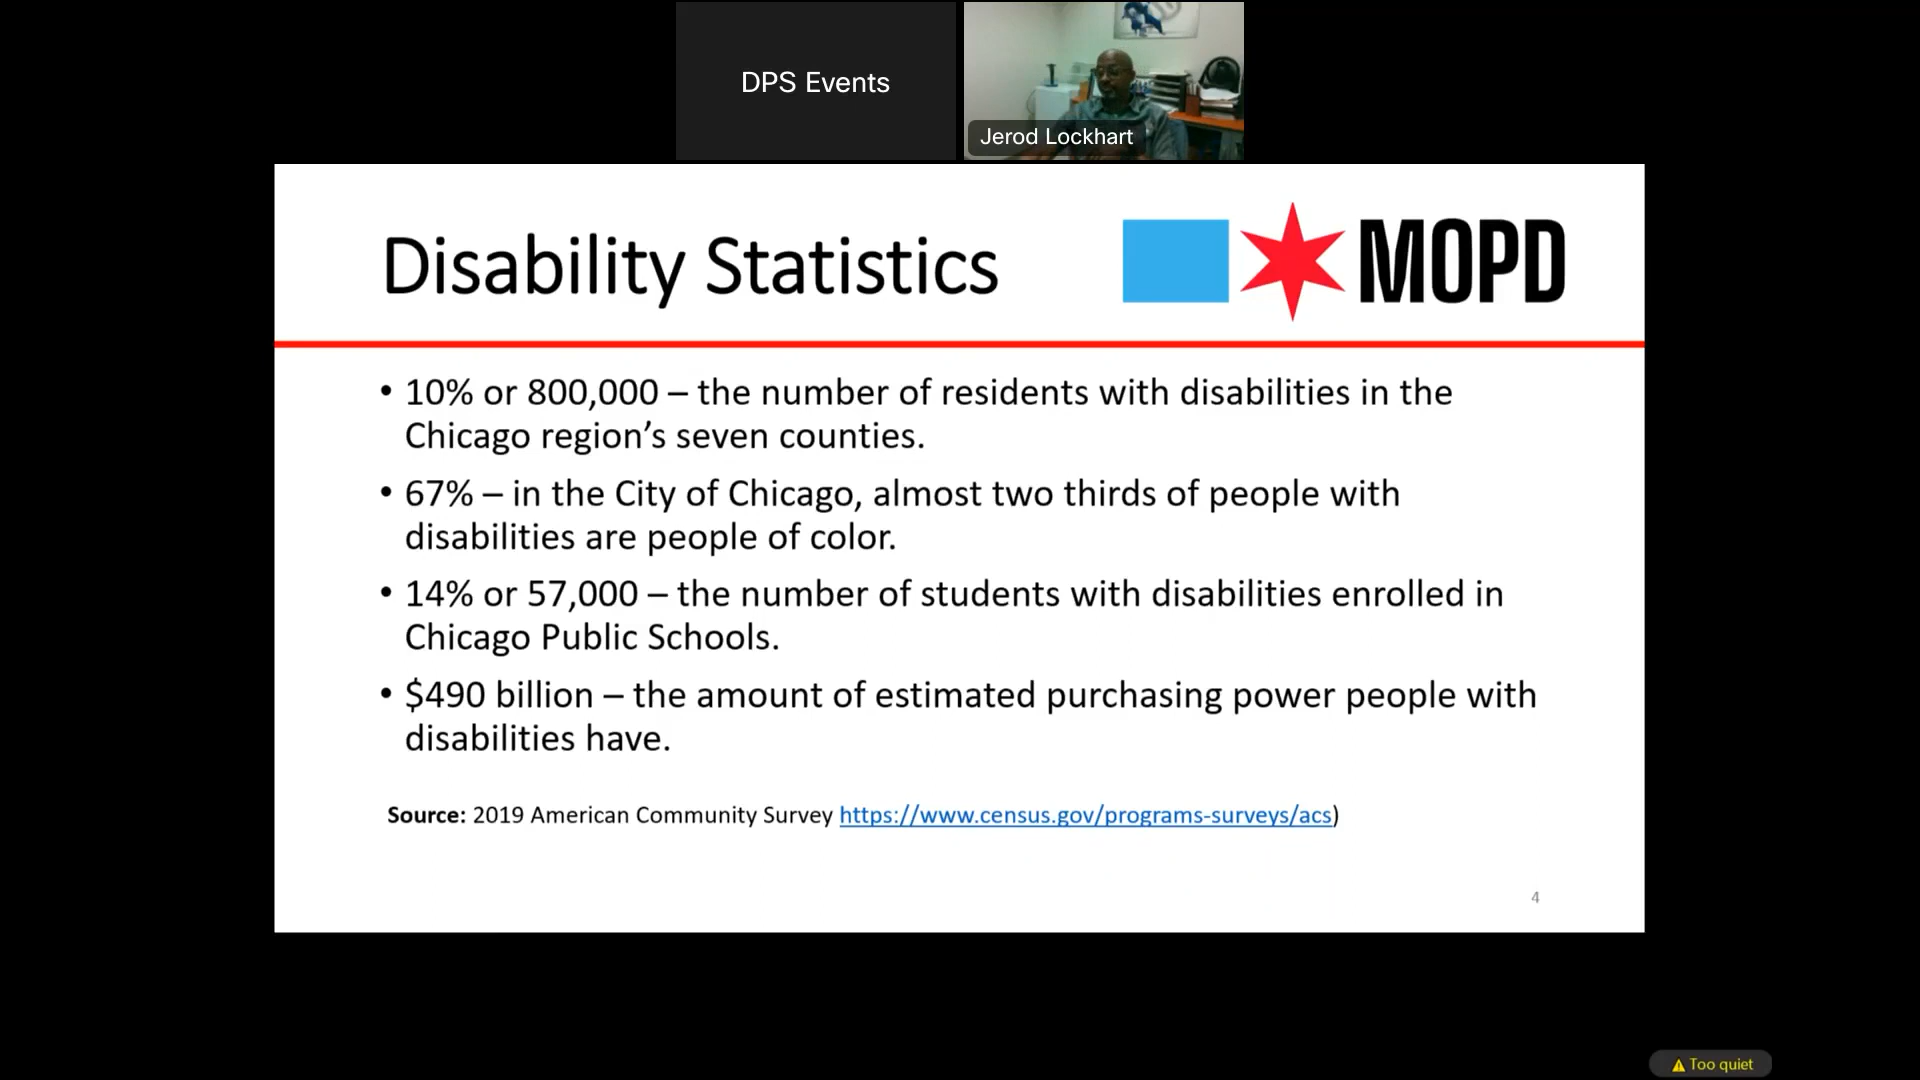 DPS Events
Jerod Lockhart
Disability Statistics
MOPD
• 10% or 800,000 – the number of residents with disabilities in the
Chicago region’s seven counties.
• 67% – in the City of Chicago, almost two thirds of people with
disabilities are people of color.
• 14% or 57,000 – the number of students with disabilities enrolled in
Chicago Public Schools.
• $490 billion – the amount of estimated purchasing power people with
disabilities have.
Source: 2019 American Community Survey https://www.census.gov/programs-surveys/acs)
4
Too quiet